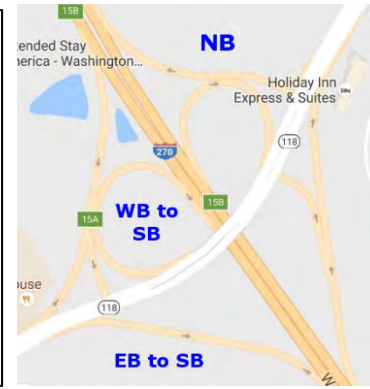 15B
NB
tended Stay
merica - Washington...
Holiday Inn
Express & Suites
118
270
15B
WB to
SB
15A
ouse
118
EB to SB
W